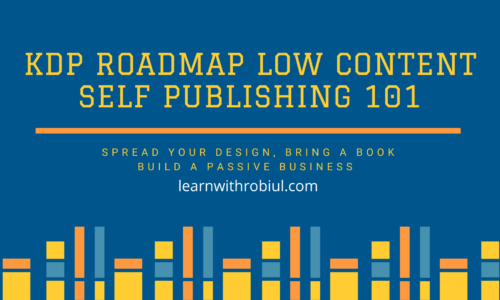 KDP ROADMAP LOW CONTENT
SELF PUBLISHING 101
SPREAD YOUR DESIGN, BRING A BOOK
BUILD A PASSIVE BUSINESS
learnwithrobiul.com